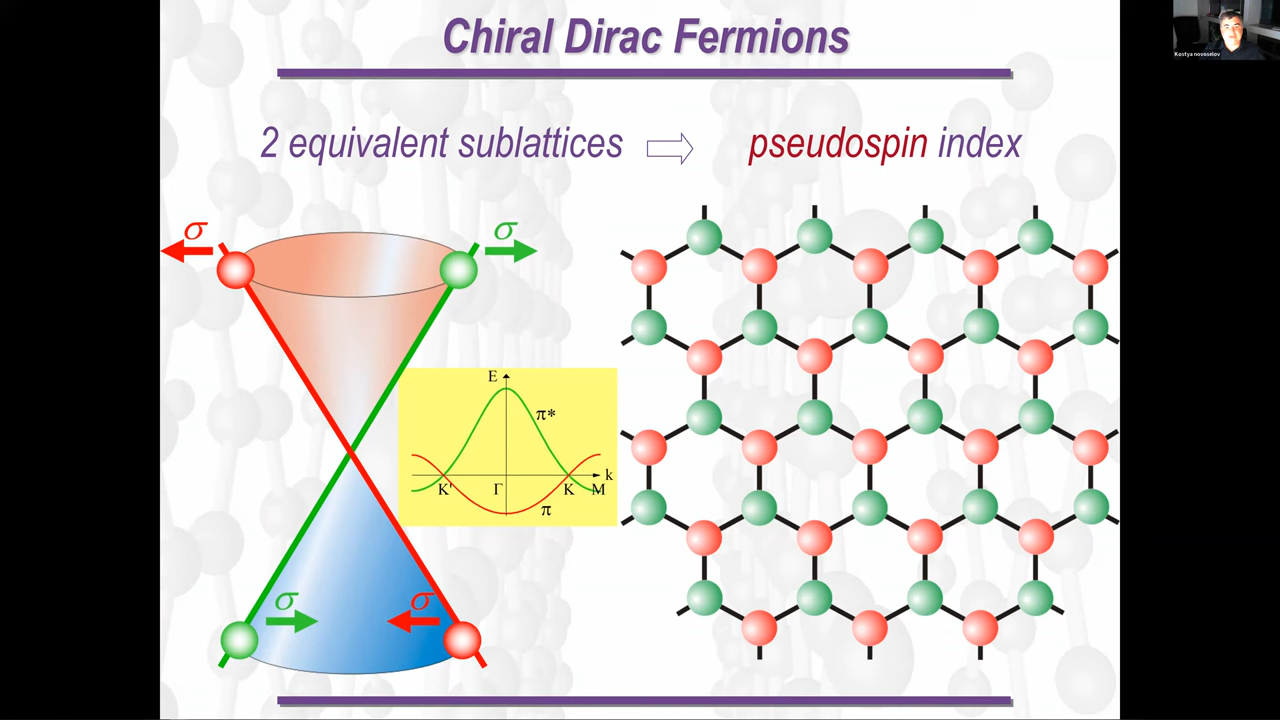 Chiral Dirac Fermions
Kostya novoselov
2 equivalent sublattices pseudospin index
σ
σ
E
π*
k
K'
Γ
K
M
π
σ
σ